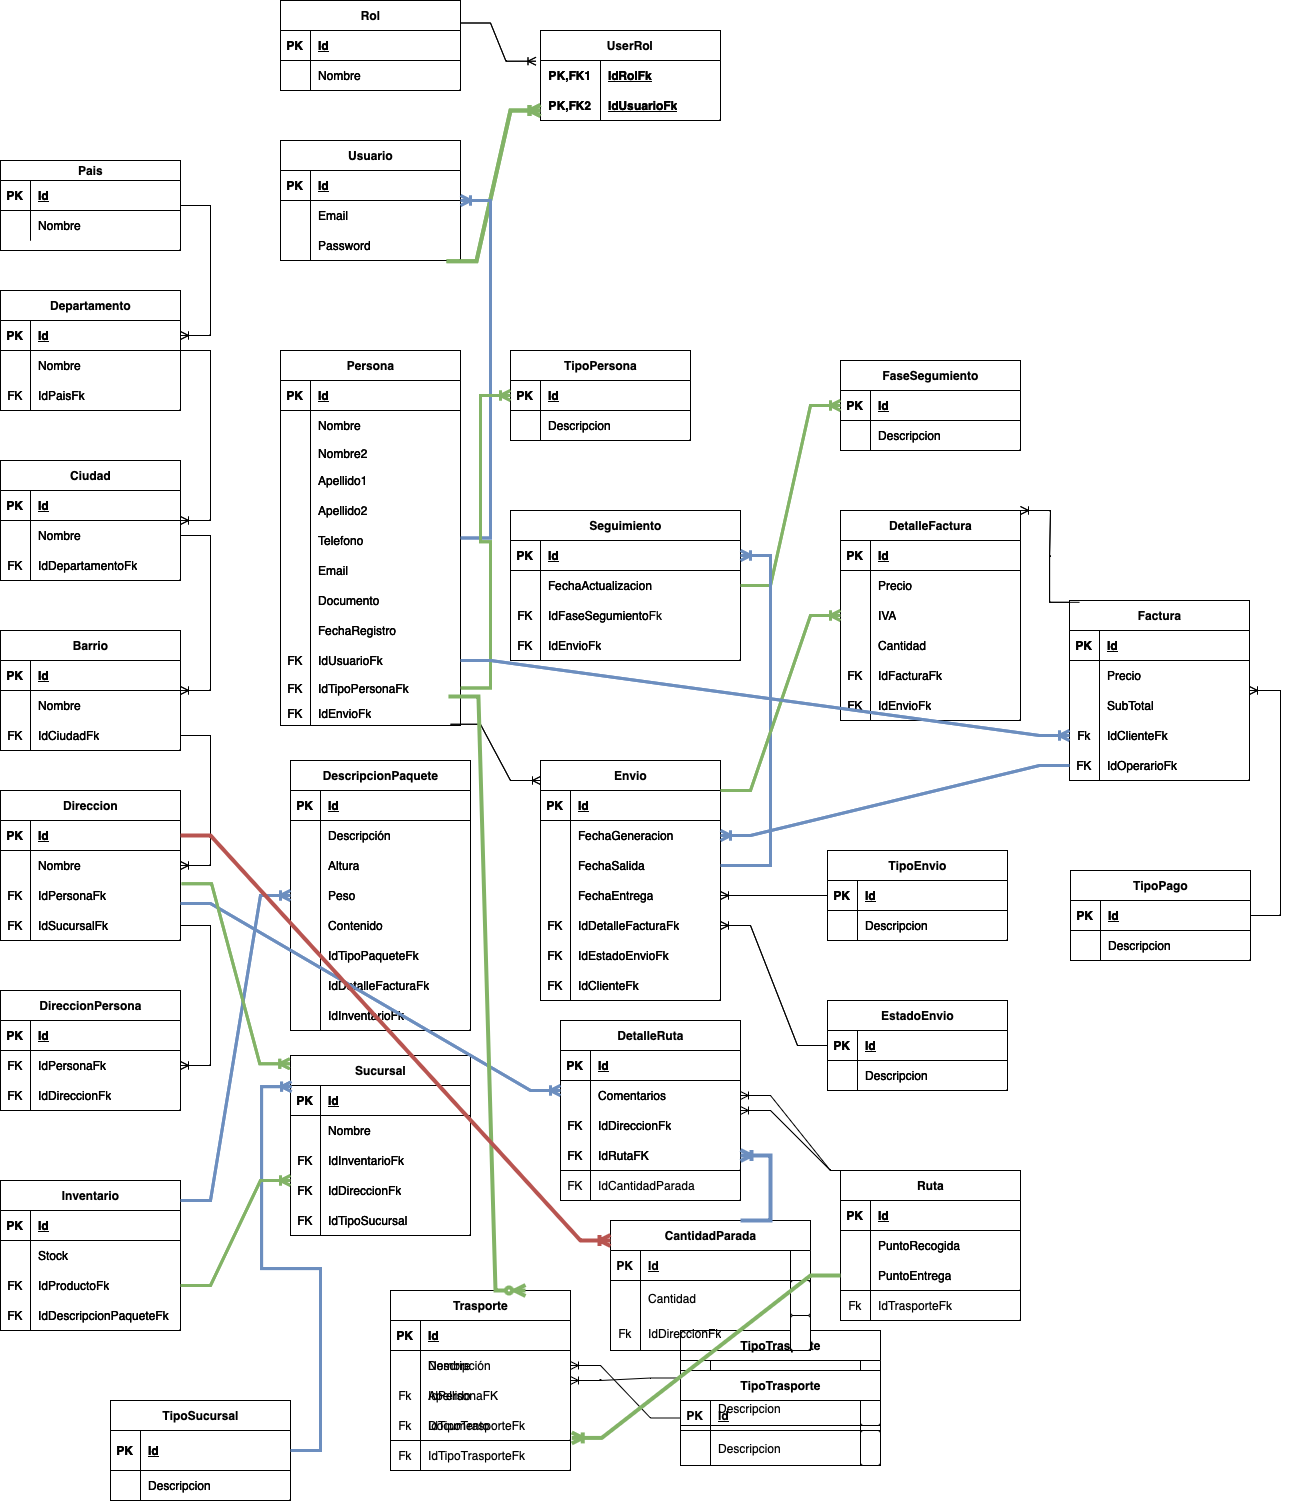 Rol
PK Id
Nombre
UserRol
PK,FK1 IdRolFk
PK,FK2 IdUsuarioFk
Usuario
PK Id
Email
Password
Pais
PK Id
Nombre
Departamento
PK Id
Nombre
FK IdPaisFk
Ciudad
PK Id
Nombre
FK IdDepartamentoFk
Barrio
PK Id
Nombre
FK IdCiudadFk
Direccion
PK Id
Nombre
FK IdPersonaFk
FK IdSucursalFk
DireccionPersona
PK Id
FK IdPersonaFk
FK IdDireccionFk
Inventario
PK Id
Stock
FK IdProductoFk
FK IdDescripcionPaqueteFk
TipoSucursal
PK Id
Descripcion
Persona
PK Id
Nombre
Nombre2
Apellido1
Apellido2
Telefono
Email
Documento
FechaRegistro
FK IdUsuarioFk
FK IdTipoPersonaFk
FK IdEnvioFk
TipoPersona
PK Id
Descripcion
Seguimiento
PK Id
FechaActualizacion
FK IdFaseSegumientoFk
FK IdEnvioFk
FaseSegumiento
PK Id
Descripcion
DetalleFactura
PK Id
Precio
IVA
Cantidad
FK IdFacturaFk
FK IdEnvioFk
Factura
PK Id
Precio
SubTotal
Fk IdClienteFk
FK IdOperarioFk
TipoPago
PK Id
Descripcion
DescripcionPaquete
PK Id
Descripción
Altura
Peso
Contenido
IdTipoPaqueteFk
IdDetalleFacturaFk
IdInventarioFk
Envio
PK Id
FechaGeneracion
FechaSalida
FechaEntrega
FK IdDetalleFacturaFk
FK IdEstadoEnvioFk
FK IdClienteFk
TipoEnvio
PK Id
Descripcion
EstadoEnvio
PK Id
Descripcion
Sucursal
PK Id
Nombre
FK IdInventarioFk
FK IdDireccionFk
FK IdTipoSucursal
DetalleRuta
PK Id
Comentarios
FK IdDireccionFk
FK IdRutaFK
FK IdCantidadParada
Ruta
PK Id
PuntoRecogida
PuntoEntrega
Fk IdTrasporteFk
CantidadParada
PK Id
Cantidad
Fk IdDireccionFk
Trasporte
PK Id
Fk
Fk
Fk IdTipoTrasporteFk
TipoTrasporte
Descripcion
TipoTrasporte
PK Id
Descripcion